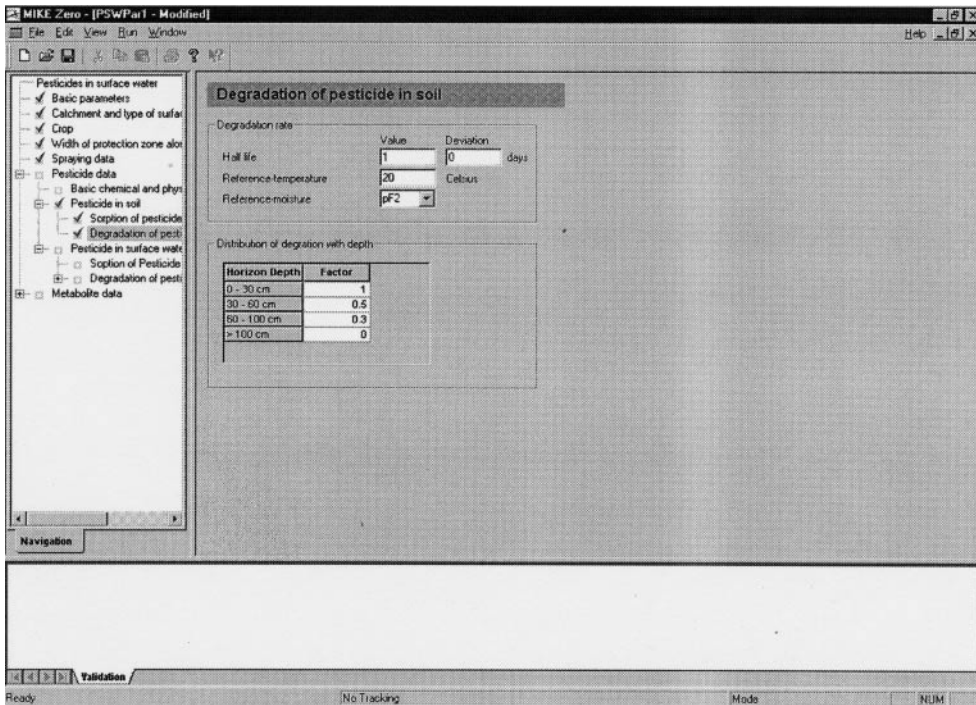 MIKE Zero - [PSWPar1 - Modified]
File Edit View Run Window Help
Pesticides in surface water
Basic parameters
Catchment and type of surfac
Crop
Width of protection zone alon
Spraying data
Pesticide data
Basic chemical and phys
Pesticide in soil
Sorption of pesticide
Degradation of pesti
Pesticide in surface wate
Soption of Pesticide
Degradation of pesti
Metabolite data
Navigation
Degradation of pesticide in soil
Degradation rate
Value Deviation
Half life 1 0 days
Reference-temperature 20 Celsius
Reference-moisture pF2
Distribution of degration with depth
Horizon Depth Factor
0 - 30 cm 1
30 - 60 cm 0.5
60 - 100 cm 0.3
> 100 cm 0
Validation
Ready No Tracking Mode NUM